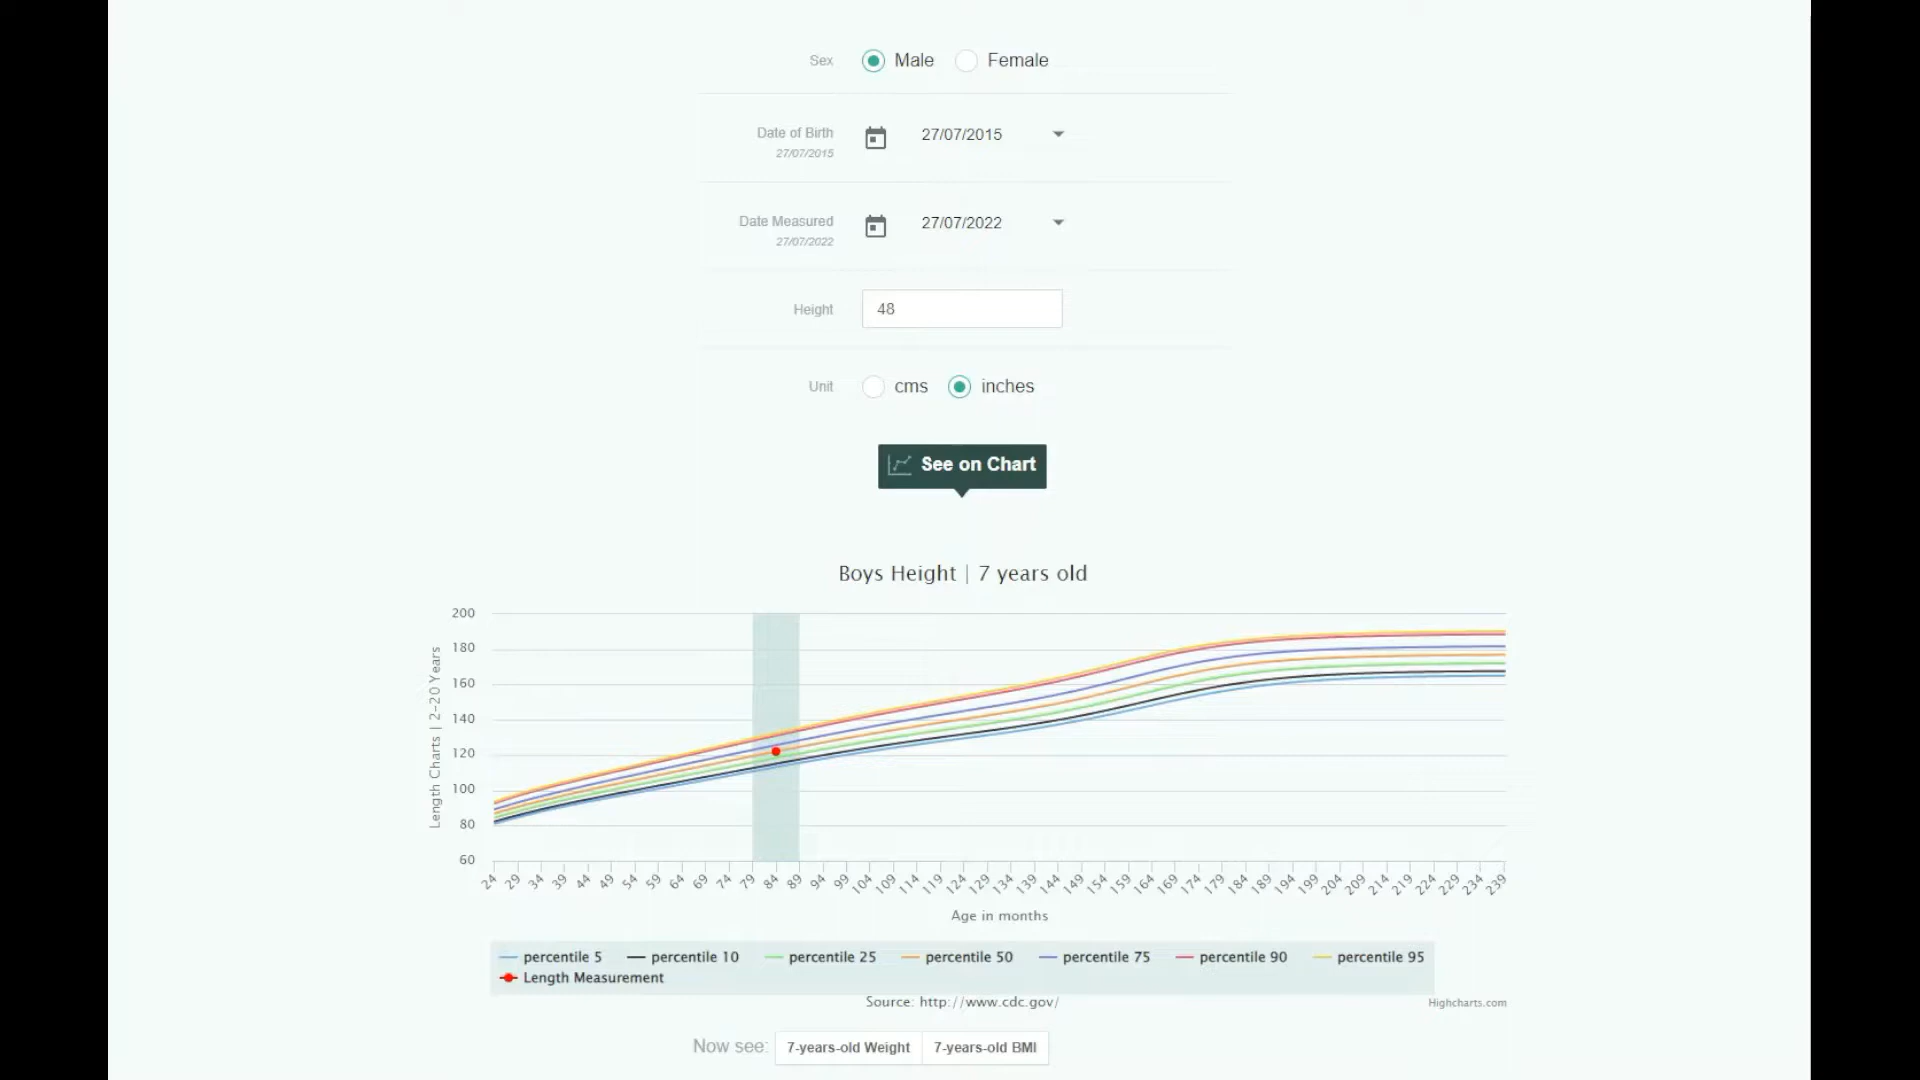 Sex Male Female
Date of Birth 27/07/2015
27/07/2015
Date Measured 27/07/2022
27/07/2022
Height 48
Unit cms inches
See on Chart
Boys Height | 7 years old
Length Charts | 2-20 Years
200
180
160
140
120
100
80
60
24 29 34 39 44 49 54 59 64 69 74 79 84 89 94 99 104 109 114 119 124 129 134 139 144 149 154 159 164 169 174 179 184 189 194 199 204 209 214 219 224 229 234 239
Age in months
percentile 5 percentile 10 percentile 25 percentile 50 percentile 75 percentile 90 percentile 95
Length Measurement
Source: http://www.cdc.gov/
Highcharts.com
Now see: 7-years-old Weight 7-years-old BMI